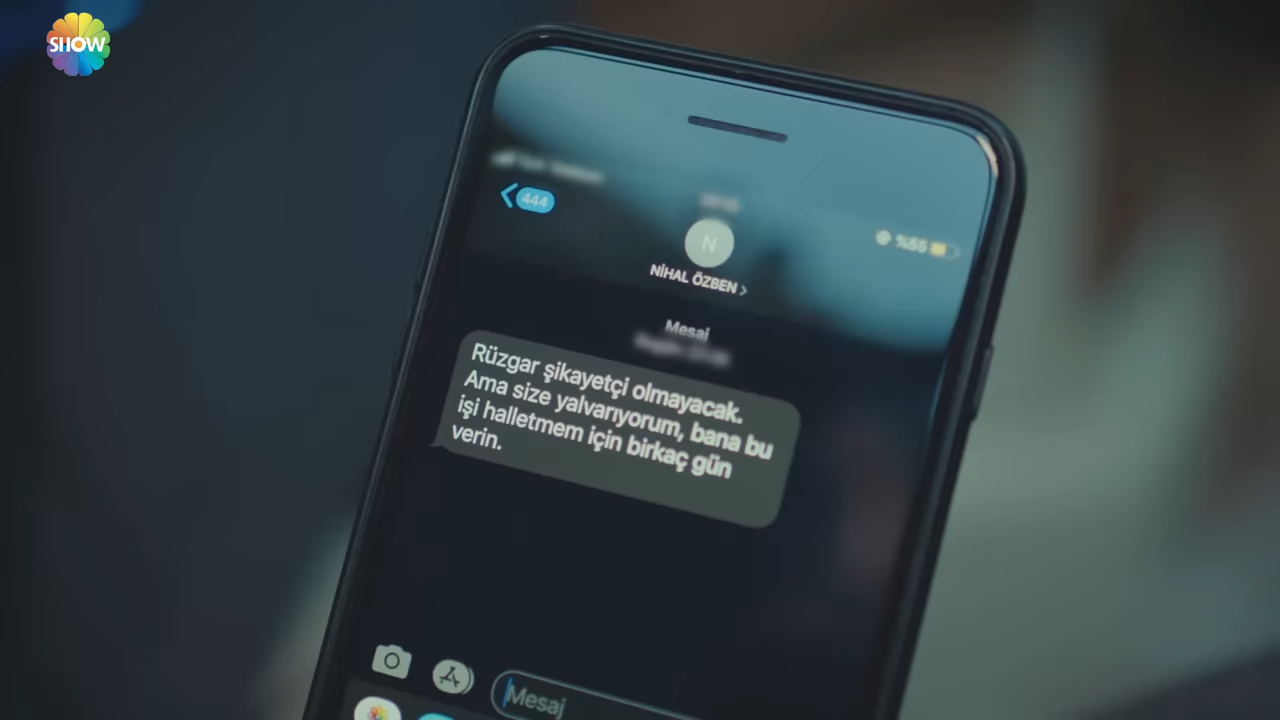 SHOW
444
N
%55
NİHAL ÖZBEN >
Mesaj
Rüzgar şikayetçi olmayacak.
Ama size yalvarıyorum, bana bu
işi halletmem için birkaç gün
verin.
Mesaj